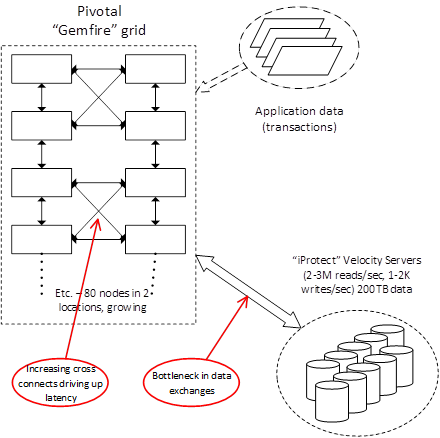 Pivotal
“Gemfire” grid
Application data
(transactions)
“iProtect” Velocity Servers
(2-3M reads/sec, 1-2K
writes/sec) 200TB data
Etc. – 80 nodes in 2
locations, growing
Increasing cross
connects driving up
latency
Bottleneck in data
exchanges